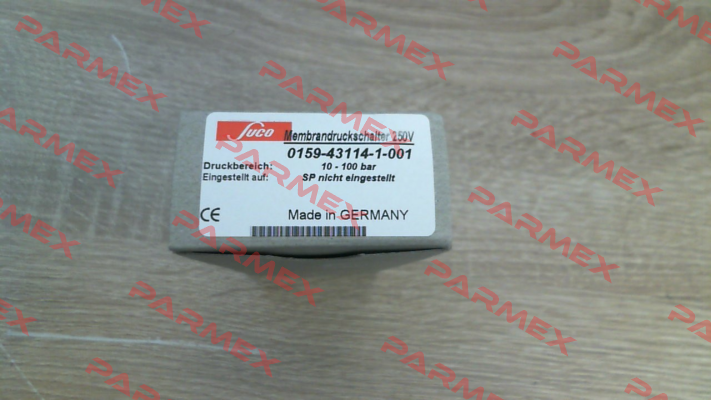 Suco Membrandruckschalter 250V
0159-43114-1-001
Druckbereich: 10 - 100 bar
Eingestellt auf: SP nicht eingestellt
CE Made in GERMANY
PARMEX
PARMEX
PARMEX
PARMEX
PARMEX
PARMEX
PARMEX
PARMEX
PARMEX
PARMEX
PARMEX